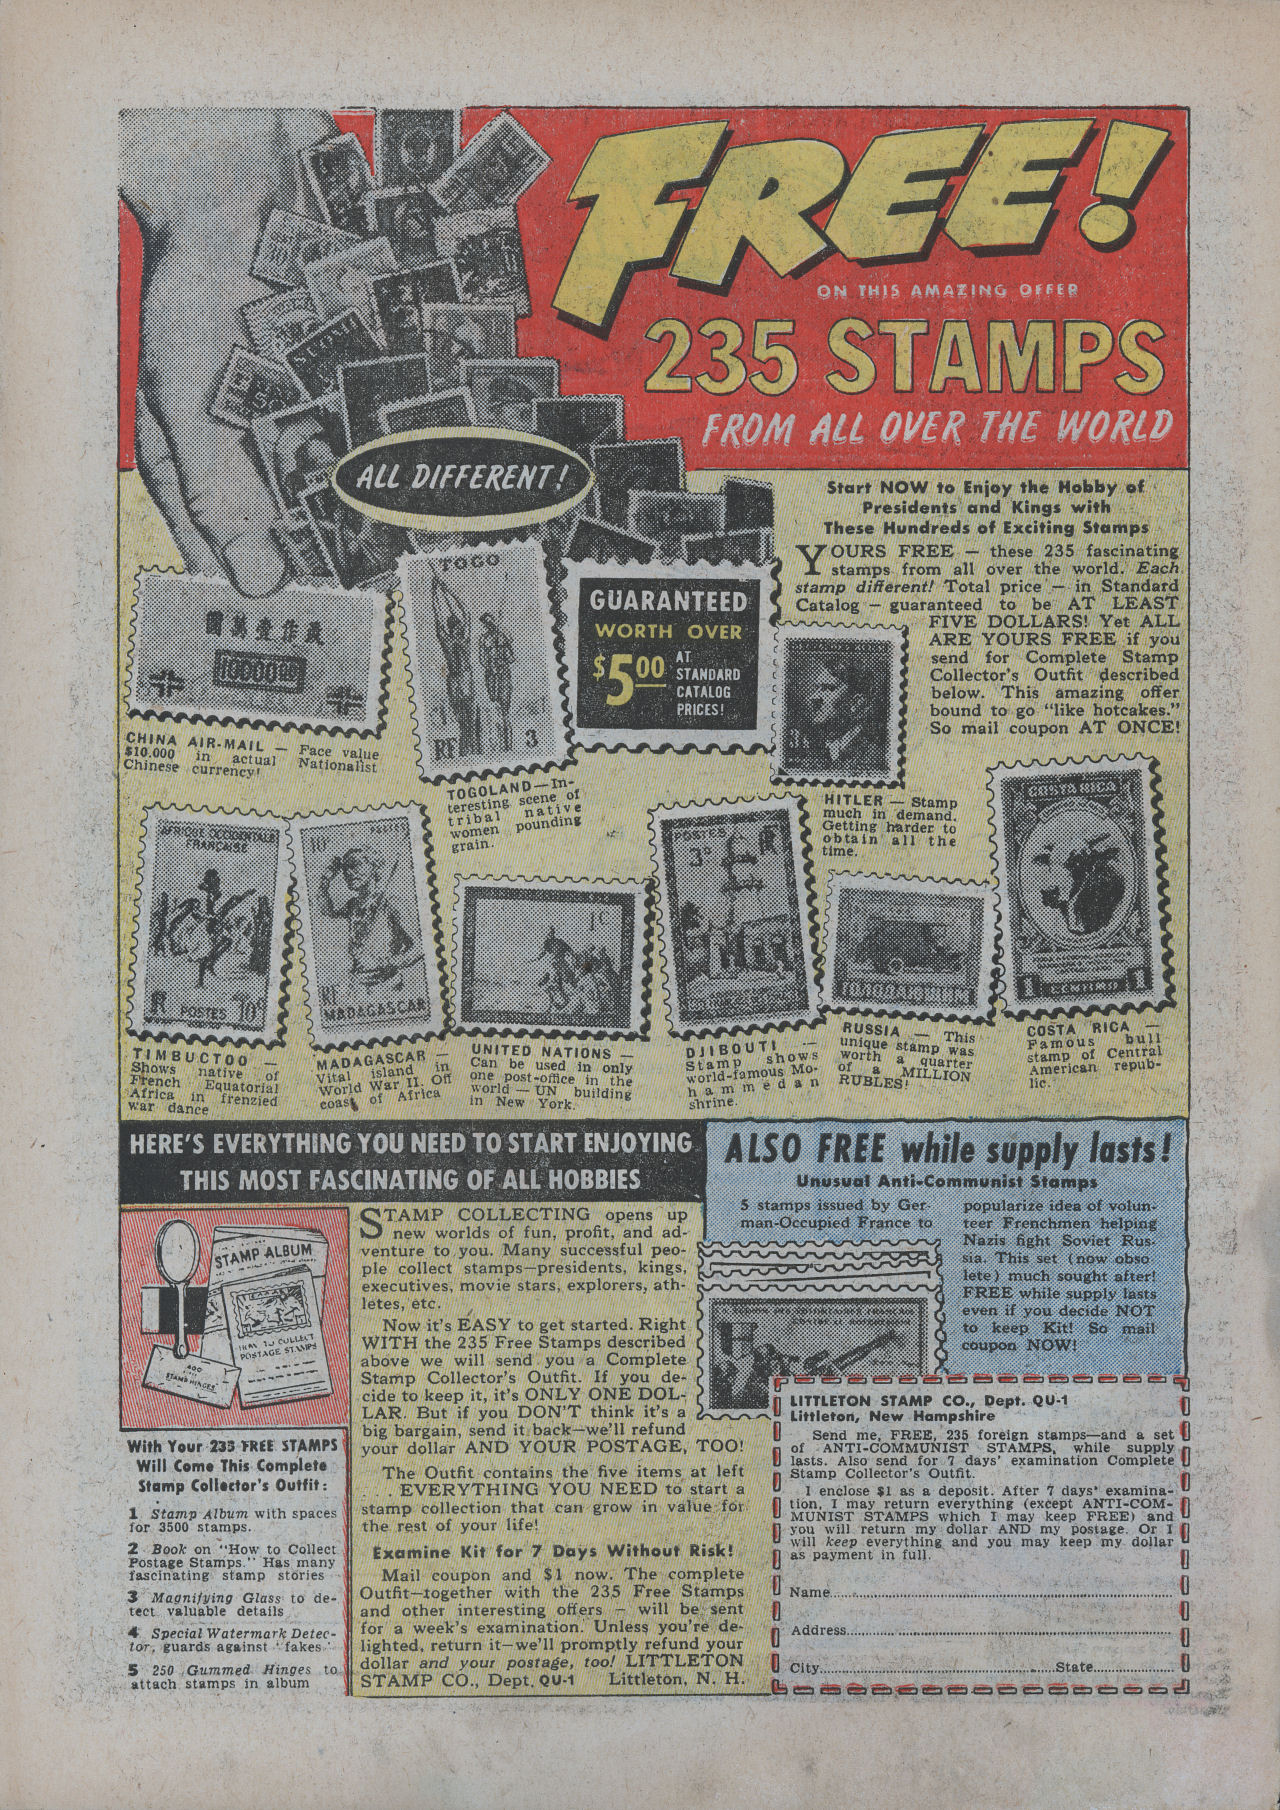 FREE!
ON THIS AMAZING OFFER
235 STAMPS
FROM ALL OVER THE WORLD
ALL DIFFERENT!
Start NOW to Enjoy the Hobby of
Presidents and Kings with
These Hundreds of Exciting Stamps
YOURS FREE — these 235 fascinating
stamps from all over the world. Each
stamp different! Total price — in Standard
Catalog — guaranteed to be AT LEAST
FIVE DOLLARS! Yet ALL
ARE YOURS FREE if you
send for Complete Stamp
Collector's Outfit described
below. This amazing offer
bound to go "like hotcakes."
So mail coupon AT ONCE!
GUARANTEED
WORTH OVER
$5.00
AT
STANDARD
CATALOG
PRICES!
TOGO
RF 3
CHINA AIR-MAIL — Face value
$10,000 in actual Nationalist
Chinese currency!
TOGOLAND—In-
teresting scene of
tribal native
women pounding
grain.
HITLER — Stamp
much in demand.
Getting harder to
obtain all the
time.
AFRIQUE OCCIDENTALE
FRANÇAISE
POSTES 10c
10c POSTES
RF
MADAGASCAR
1c
POSTES
3c
COSTA RICA
1 CENTIMO 1
TIMBUCTOO —
Shows native of
French Equatorial
Africa in frenzied
war dance
MADAGASCAR —
Vital island in
World War II. Off
coast of Africa
UNITED NATIONS —
Can be used in only
one post-office in the
world — UN building
in New York.
DJIBOUTI —
Stamp shows
world-famous Mo-
hammedan
shrine.
RUSSIA — This
unique stamp was
worth a quarter
of a MILLION
RUBLES!
COSTA RICA —
Famous bull
stamp of Central
American repub-
lic.
HERE'S EVERYTHING YOU NEED TO START ENJOYING
THIS MOST FASCINATING OF ALL HOBBIES
STAMP ALBUM
HOW TO COLLECT
POSTAGE STAMPS
STAMP HINGES
With Your 235 FREE STAMPS
Will Come This Complete
Stamp Collector's Outfit:
1 Stamp Album with spaces
for 3500 stamps.
2 Book on "How to Collect
Postage Stamps." Has many
fascinating stamp stories
3 Magnifying Glass to de-
tect valuable details
4 Special Watermark Detec-
tor, guards against 'fakes.'
5 250 Gummed Hinges to
attach stamps in album
STAMP COLLECTING opens up
new worlds of fun, profit, and ad-
venture to you. Many successful peo-
ple collect stamps—presidents, kings,
executives, movie stars, explorers, ath-
letes, etc.
Now it's EASY to get started. Right
WITH the 235 Free Stamps described
above we will send you a Complete
Stamp Collector's Outfit. If you de-
cide to keep it, it's ONLY ONE DOL-
LAR. But if you DON'T think it's a
big bargain, send it back—we'll refund
your dollar AND YOUR POSTAGE, TOO!
The Outfit contains the five items at left
. . . EVERYTHING YOU NEED to start a
stamp collection that can grow in value for
the rest of your life!
Examine Kit for 7 Days Without Risk!
Mail coupon and $1 now. The complete
Outfit—together with the 235 Free Stamps
and other interesting offers — will be sent
for a week's examination. Unless you're de-
lighted, return it—we'll promptly refund your
dollar and your postage, too! LITTLETON
STAMP CO., Dept. QU-1 Littleton, N. H.
ALSO FREE while supply lasts!
Unusual Anti-Communist Stamps
5 stamps issued by Ger-
man-Occupied France to
popularize idea of volun-
teer Frenchmen helping
Nazis fight Soviet Rus-
sia. This set (now obso
lete) much sought after!
FREE while supply lasts
even if you decide NOT
to keep Kit! So mail
coupon NOW!
LITTLETON STAMP CO., Dept. QU-1
Littleton, New Hampshire
Send me, FREE, 235 foreign stamps—and a set
of ANTI-COMMUNIST STAMPS, while supply
lasts. Also send for 7 days' examination Complete
Stamp Collector's Outfit.
I enclose $1 as a deposit. After 7 days' examina-
tion, I may return everything (except ANTI-COM-
MUNIST STAMPS which I may keep FREE) and
you will return my dollar AND my postage. Or I
will keep everything and you may keep my dollar
as payment in full.
Name
Address
City State